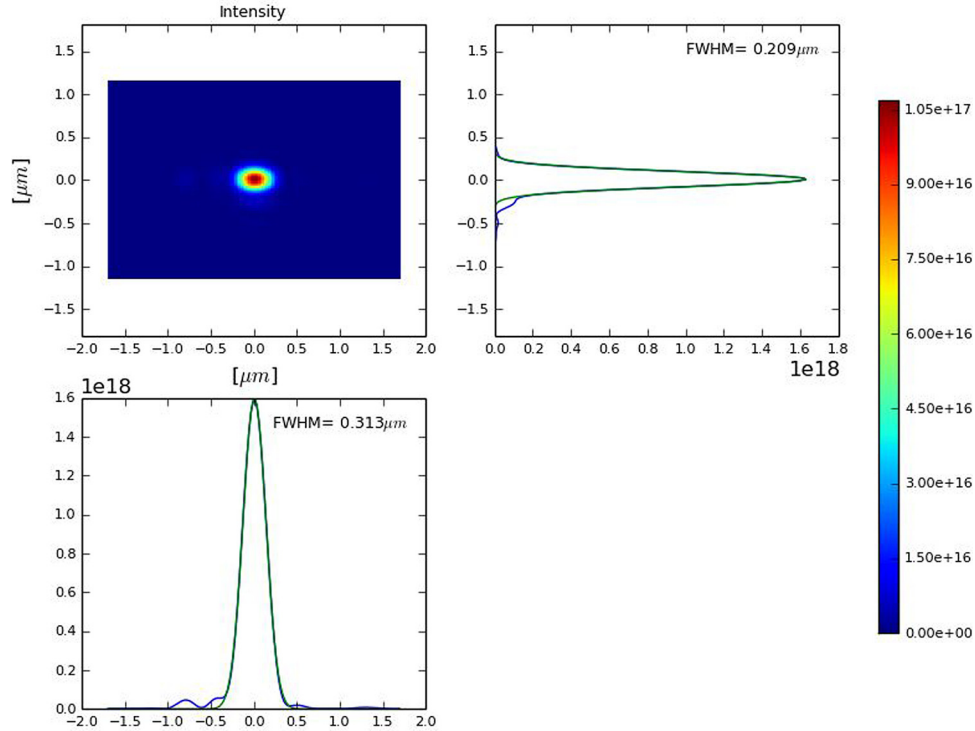 Intensity
1.5
1.0
0.5
0.0
−0.5
−1.0
−1.5
[μm]
−2.0 −1.5 −1.0 −0.5 0.0 0.5 1.0 1.5 2.0
[μm]
FWHM= 0.209μm
1.5
1.0
0.5
0.0
−0.5
−1.0
−1.5
0.0 0.2 0.4 0.6 0.8 1.0 1.2 1.4 1.6 1.8
1e18
1.05e+17
9.00e+16
7.50e+16
6.00e+16
4.50e+16
3.00e+16
1.50e+16
0.00e+00
1e18
FWHM= 0.313μm
1.6
1.4
1.2
1.0
0.8
0.6
0.4
0.2
0.0
−2.0 −1.5 −1.0 −0.5 0.0 0.5 1.0 1.5 2.0